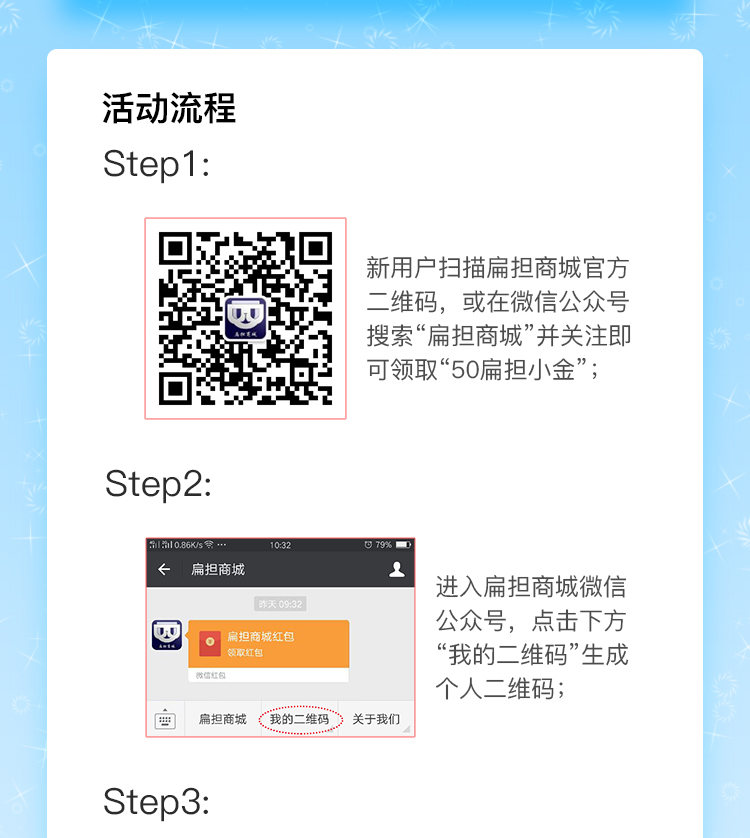 活动流程
Step1:
新用户扫描扁担商城官方
二维码，或在微信公众号
搜索“扁担商城”并关注即
可领取“50扁担小金”；
扁担商城
Step2:
0.86K/s ··· 10:32 79%
扁担商城
昨天 09:32
扁担商城红包
领取红包
微信红包
扁担商城 我的二维码 关于我们
进入扁担商城微信
公众号，点击下方
“我的二维码”生成
个人二维码；
Step3: